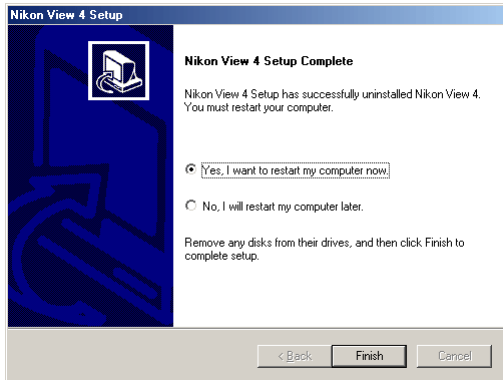 Nikon View 4 Setup
Nikon View 4 Setup Complete
Nikon View 4 Setup has successfully uninstalled Nikon View 4.
You must restart your computer.
Yes, I want to restart my computer now.
No, I will restart my computer later.
Remove any disks from their drives, and then click Finish to
complete setup.
< Back Finish Cancel